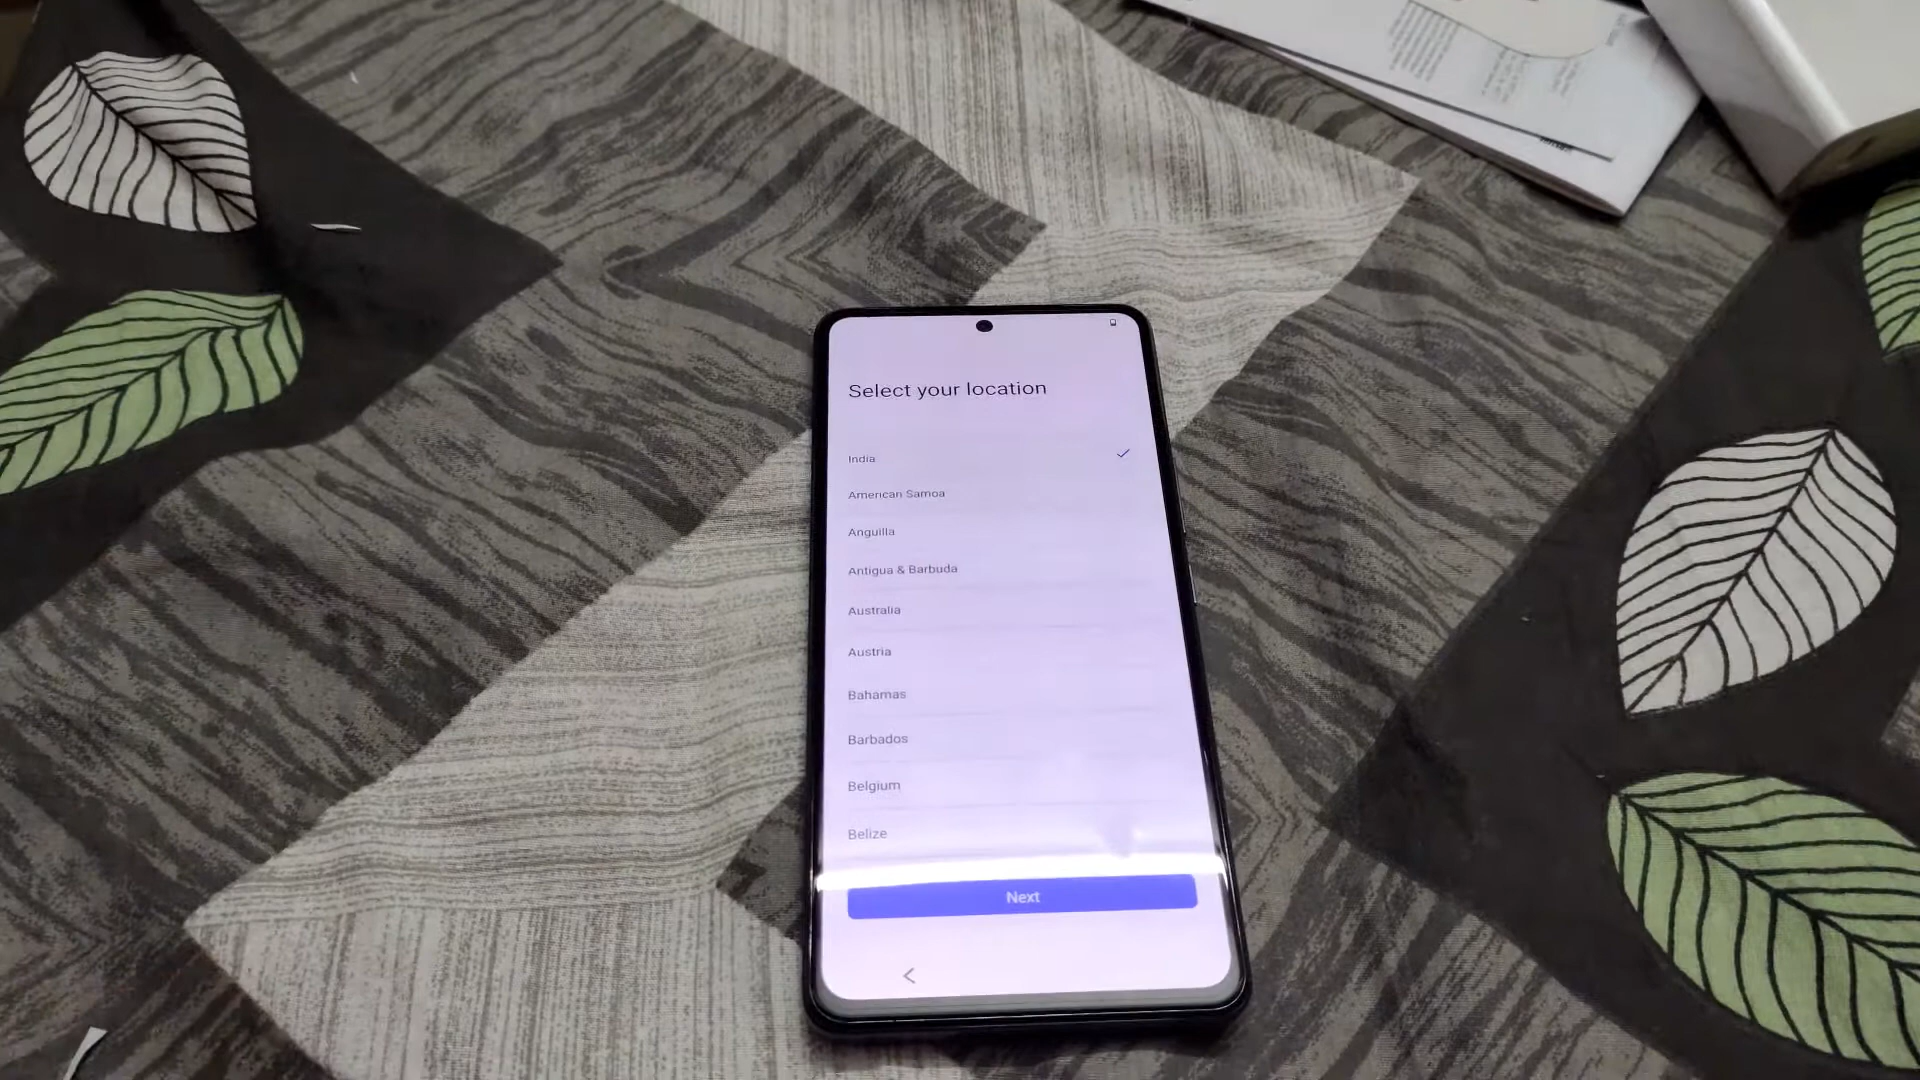 Select your location
India
American Samoa
Anguilla
Antigua & Barbuda
Australia
Austria
Bahamas
Barbados
Belgium
Belize
Next